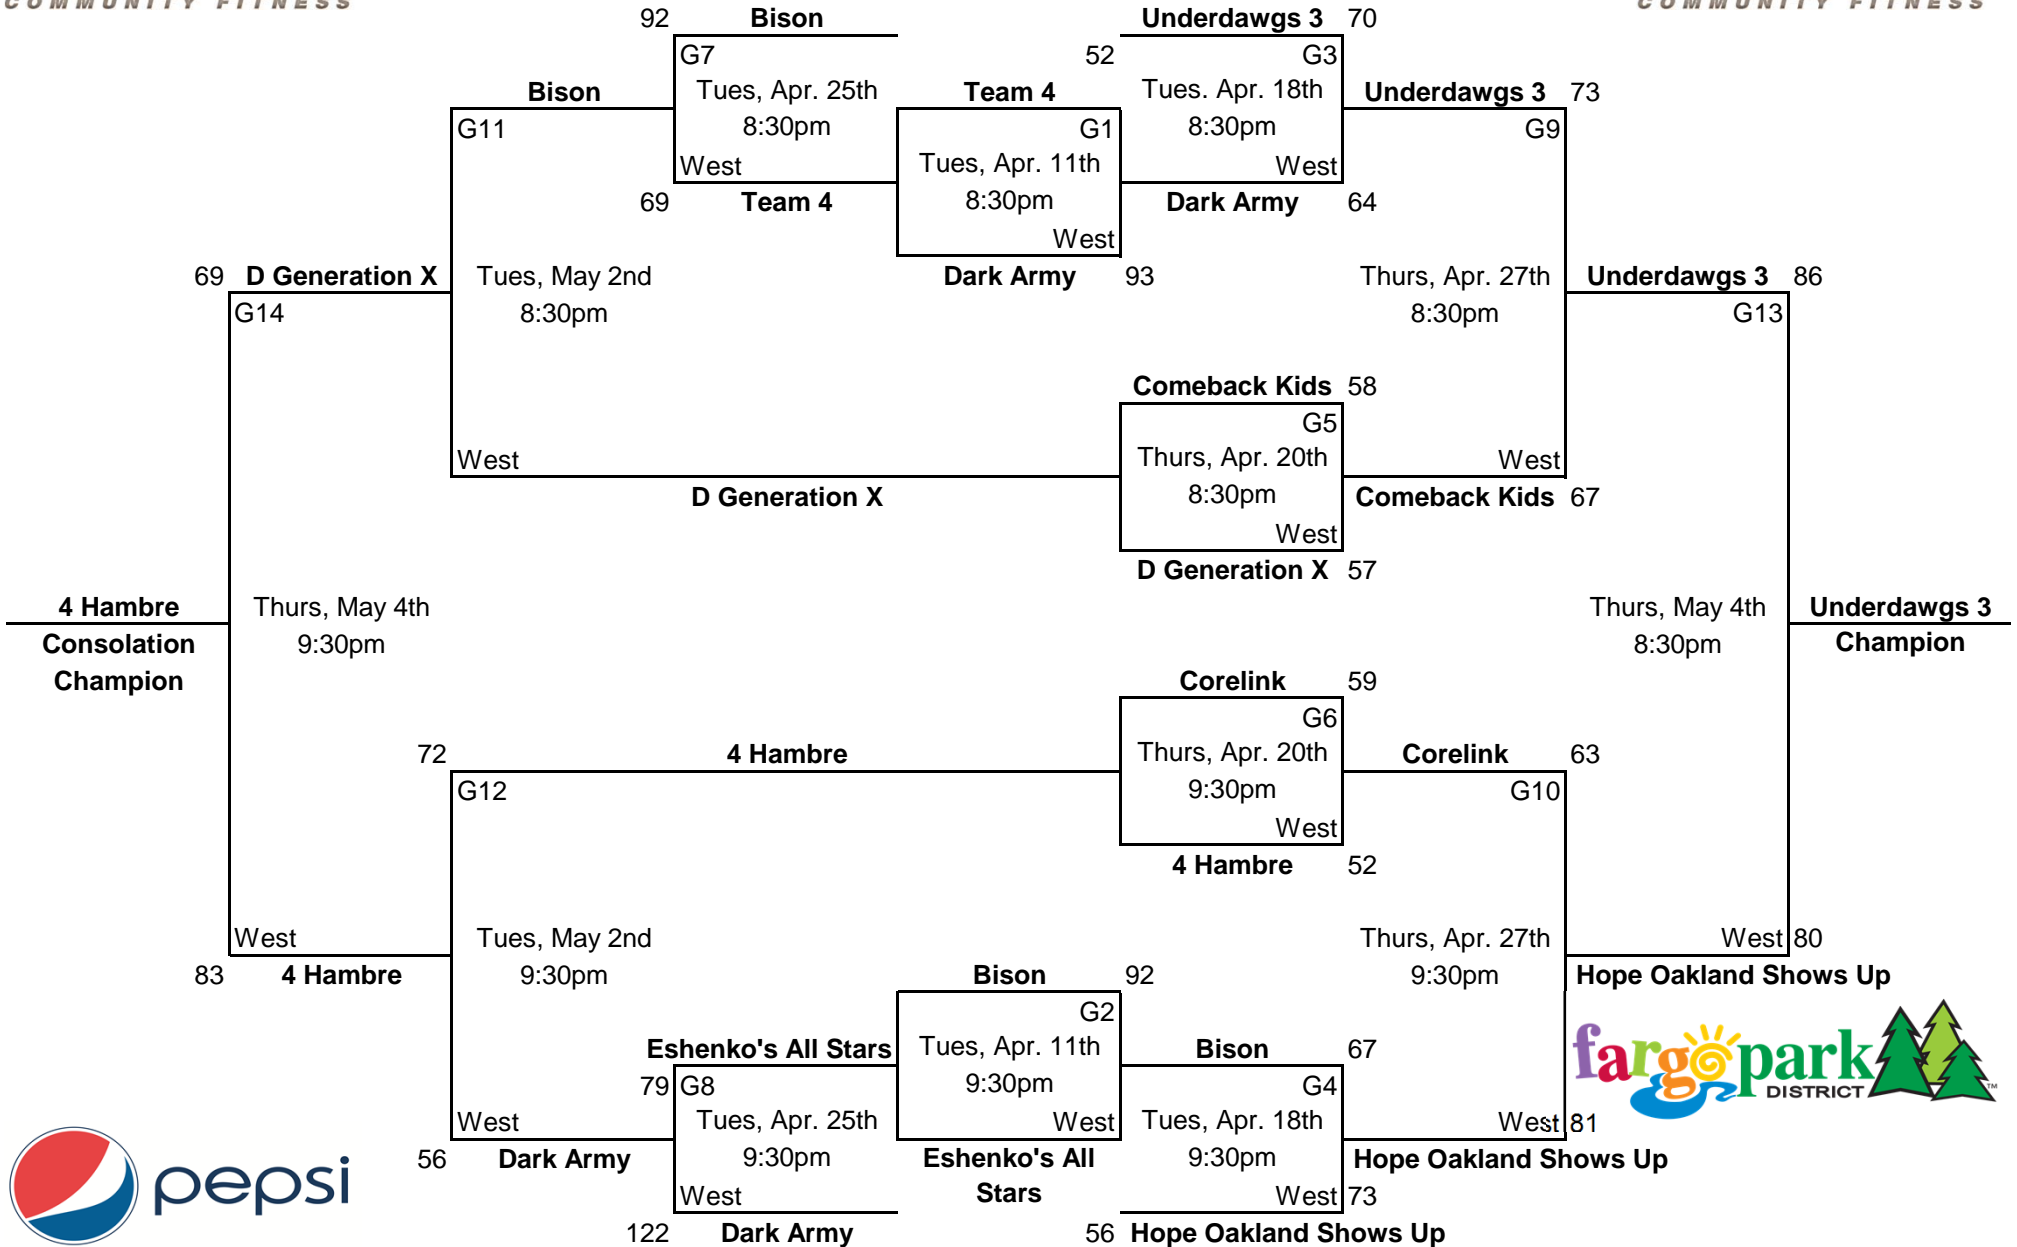 COMMUNITY FITNESS
COMMUNITY FITNESS
92 Bison
Underdawgs 3 70
G7
52
G3
Bison
Tues, Apr. 25th
Team 4
Tues. Apr. 18th
Underdawgs 3 73
G11
8:30pm
G1
8:30pm
G9
West
Tues, Apr. 11th
West
69 Team 4
8:30pm
Dark Army 64
West
69 D Generation X
Tues, May 2nd
Dark Army 93
Thurs, Apr. 27th
Underdawgs 3 86
G14
8:30pm
8:30pm
G13
Comeback Kids 58
G5
West
Thurs, Apr. 20th
West
D Generation X
8:30pm
Comeback Kids 67
West
D Generation X 57
4 Hambre
Thurs, May 4th
Thurs, May 4th
Underdawgs 3
Consolation
9:30pm
8:30pm
Champion
Champion
Corelink 59
G6
72 4 Hambre
Thurs, Apr. 20th
Corelink 63
G12
9:30pm
G10
West
4 Hambre 52
West
Tues, May 2nd
Thurs, Apr. 27th
West 80
83 4 Hambre
9:30pm
Bison 92
9:30pm
Hope Oakland Shows Up
G2
Eshenko's All Stars
Tues, Apr. 11th
Bison 67
79 G8
9:30pm
G4
West
Tues, Apr. 25th
West
Tues, Apr. 18th
West 81
56 Dark Army
9:30pm
Eshenko's All
9:30pm
Hope Oakland Shows Up
West
Stars
West 73
122 Dark Army
56 Hope Oakland Shows Up
fargo park
DISTRICT
TM
pepsi